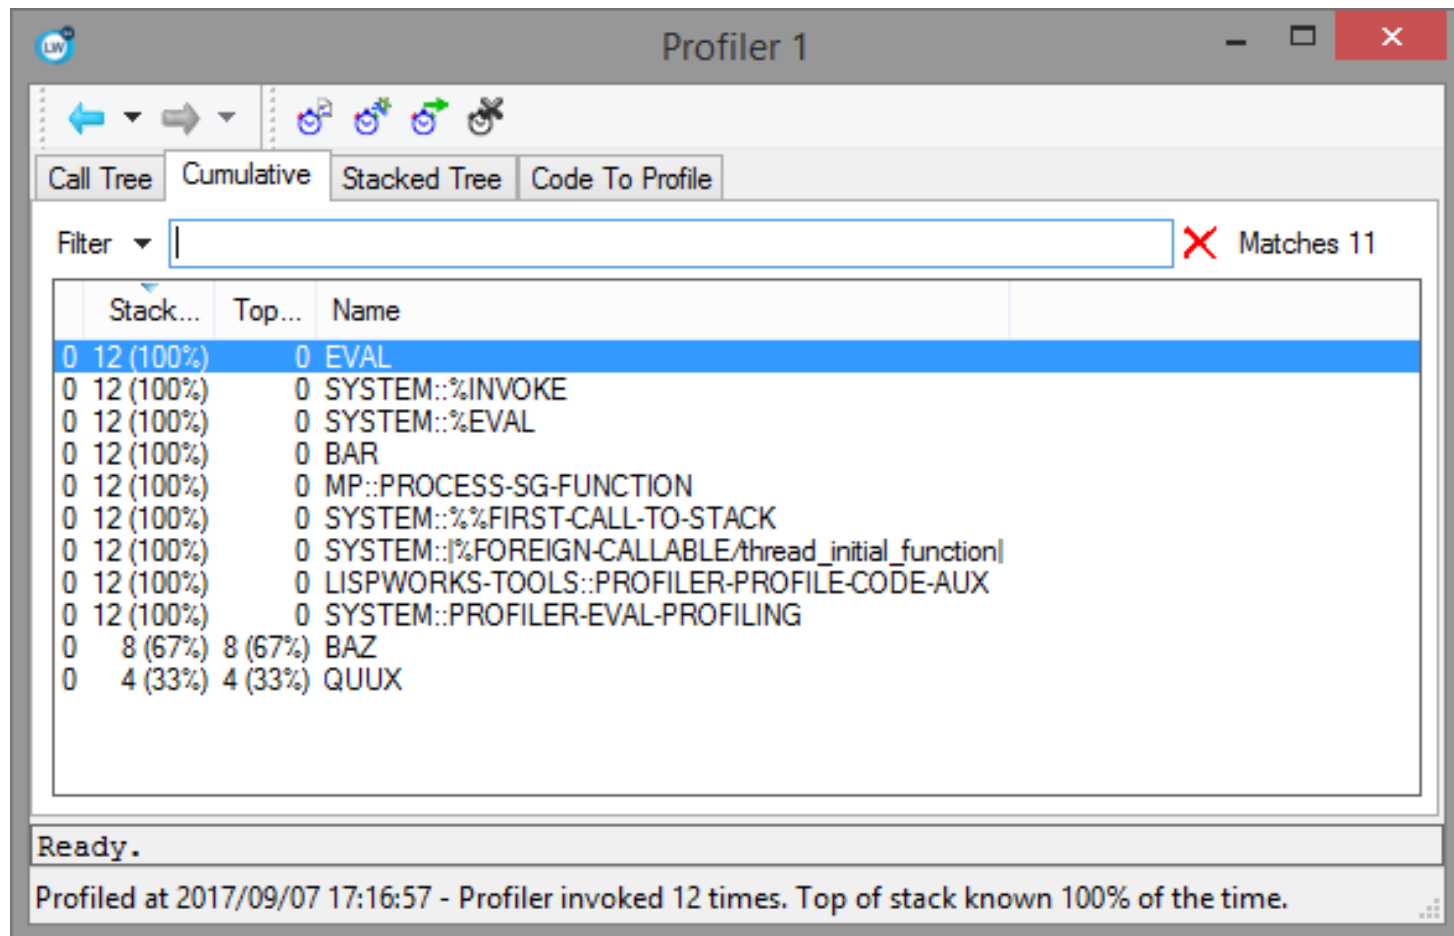 LW
Profiler 1
Call Tree Cumulative Stacked Tree Code To Profile
Filter Matches 11
Stack... Top... Name
0 12 (100%) 0 EVAL
0 12 (100%) 0 SYSTEM::%INVOKE
0 12 (100%) 0 SYSTEM::%EVAL
0 12 (100%) 0 BAR
0 12 (100%) 0 MP::PROCESS-SG-FUNCTION
0 12 (100%) 0 SYSTEM::%%FIRST-CALL-TO-STACK
0 12 (100%) 0 SYSTEM::|%FOREIGN-CALLABLE/thread_initial_function|
0 12 (100%) 0 LISPWORKS-TOOLS::PROFILER-PROFILE-CODE-AUX
0 12 (100%) 0 SYSTEM::PROFILER-EVAL-PROFILING
0 8 (67%) 8 (67%) BAZ
0 4 (33%) 4 (33%) QUUX
Ready.
Profiled at 2017/09/07 17:16:57 - Profiler invoked 12 times. Top of stack known 100% of the time.